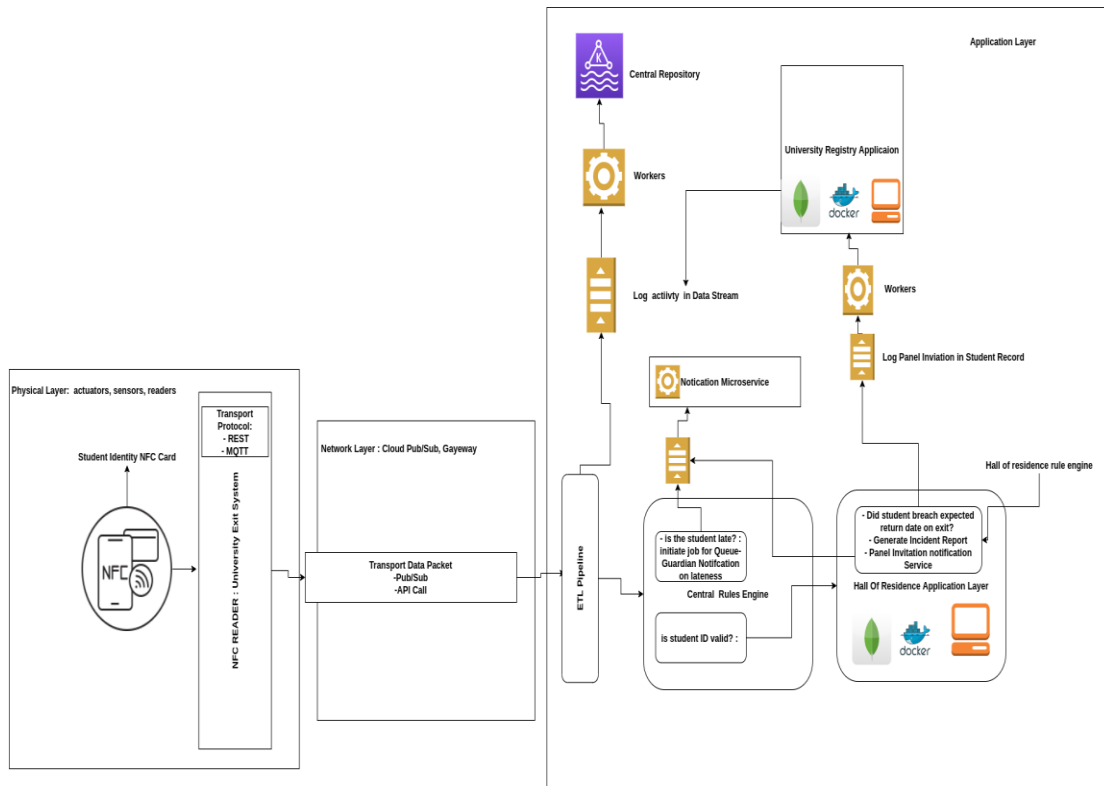 Application Layer
K
Central Repository
University Registry Applicaion
Workers
docker
Log actiivty in Data Stream
Workers
Log Panel Inviation in Student Record
Physical Layer: actuators, sensors, readers
Notication Microservice
Transport
Protocol:
- REST
- MQTT
Network Layer : Cloud Pub/Sub, Gayeway
Student Identity NFC Card
Hall of residence rule engine
NFC
NFC READER : University Exit System
Transport Data Packet
-Pub/Sub
-API Call
ETL Pipeline
- is the student late? :
initiate job for Queue-
Guardian Notifcation
on lateness
Central Rules Engine
is student ID valid? :
- Did student breach expected
return date on exit?
- Generate Incident Report
- Panel Invitation notification
Service
Hall Of Residence Application Layer
docker